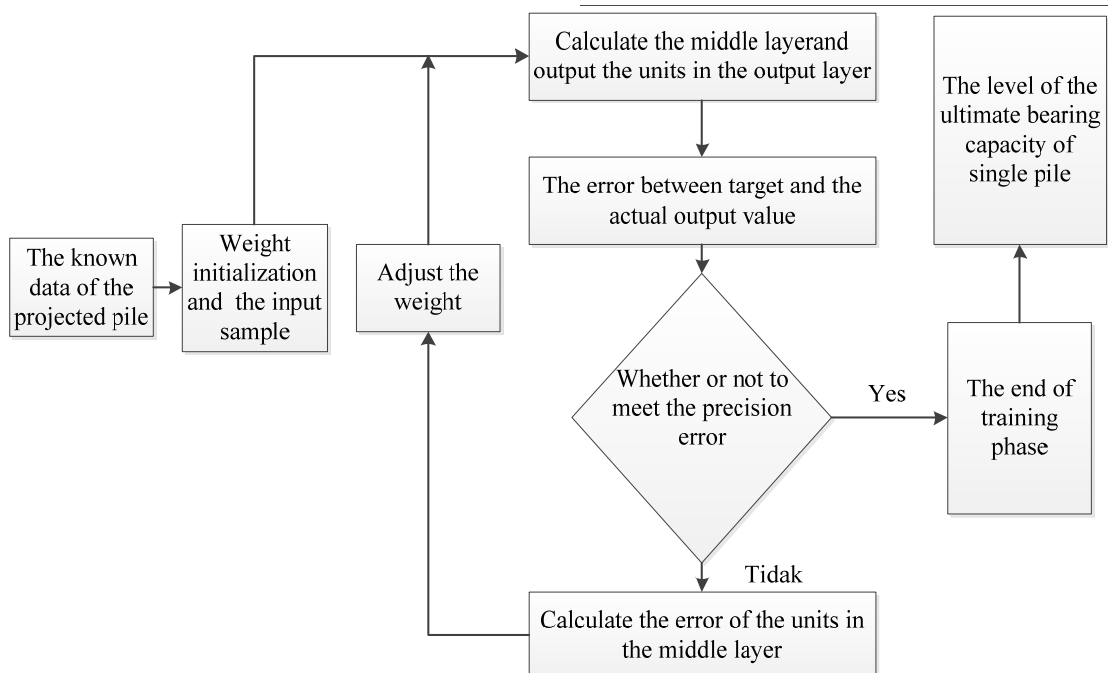 The known
data of the
projected pile
Weight
initialization
and the input
sample
Adjust the
weight
Calculate the middle layerand
output the units in the output layer
The error between target and the
actual output value
Whether or not to
meet the precision
error
Yes
Tidak
Calculate the error of the units in
the middle layer
The end of
training
phase
The level of the
ultimate bearing
capacity of
single pile